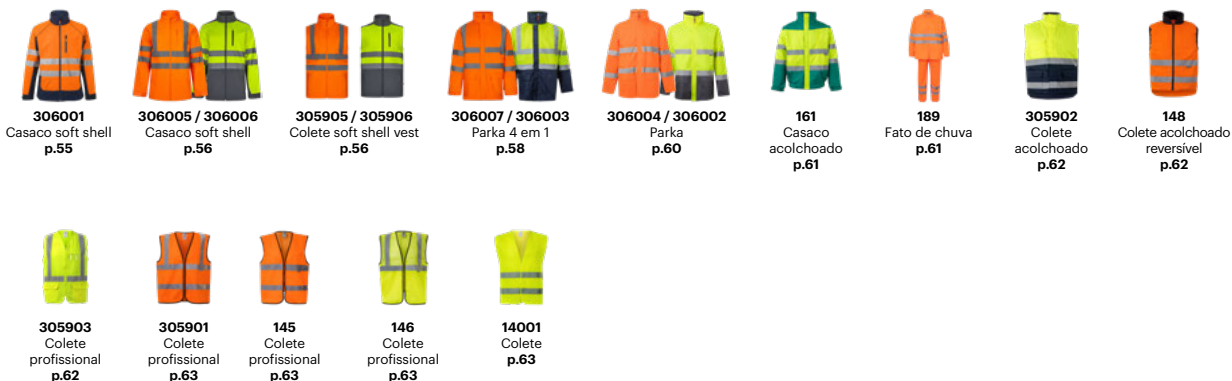 306001
Casaco soft shell
p.55
306005 / 306006
Casaco soft shell
p.56
305905 / 305906
Colete soft shell vest
p.56
306007 / 306003
Parka 4 em 1
p.58
306004 / 306002
Parka
p.60
161
Casaco
acolchoado
p.61
189
Fato de chuva
p.61
305902
Colete
acolchoado
p.62
148
Colete acolchoado
reversível
p.62
305903
Colete
profissional
p.62
305901
Colete
profissional
p.63
145
Colete
profissional
p.63
146
Colete
profissional
p.63
14001
Colete
p.63